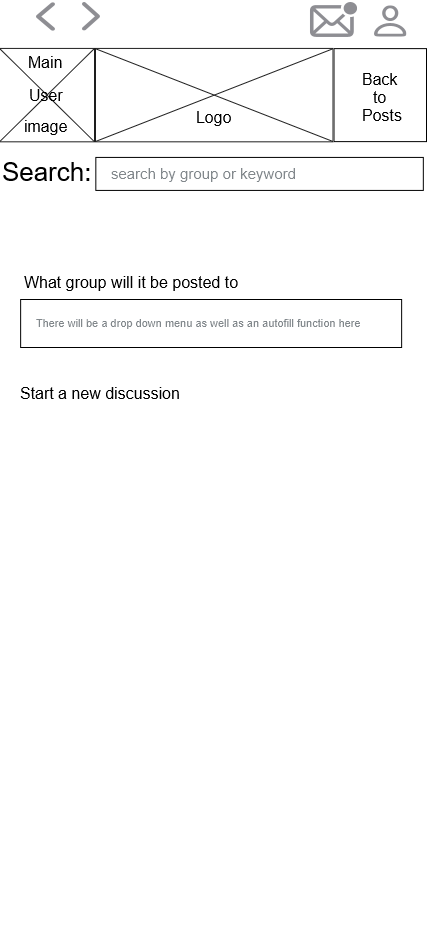 Main
User
image
Logo
Back
to
Posts
Search:
search by group or keyword
What group will it be posted to
There will be a drop down menu as well as an autofill function here
Start a new discussion